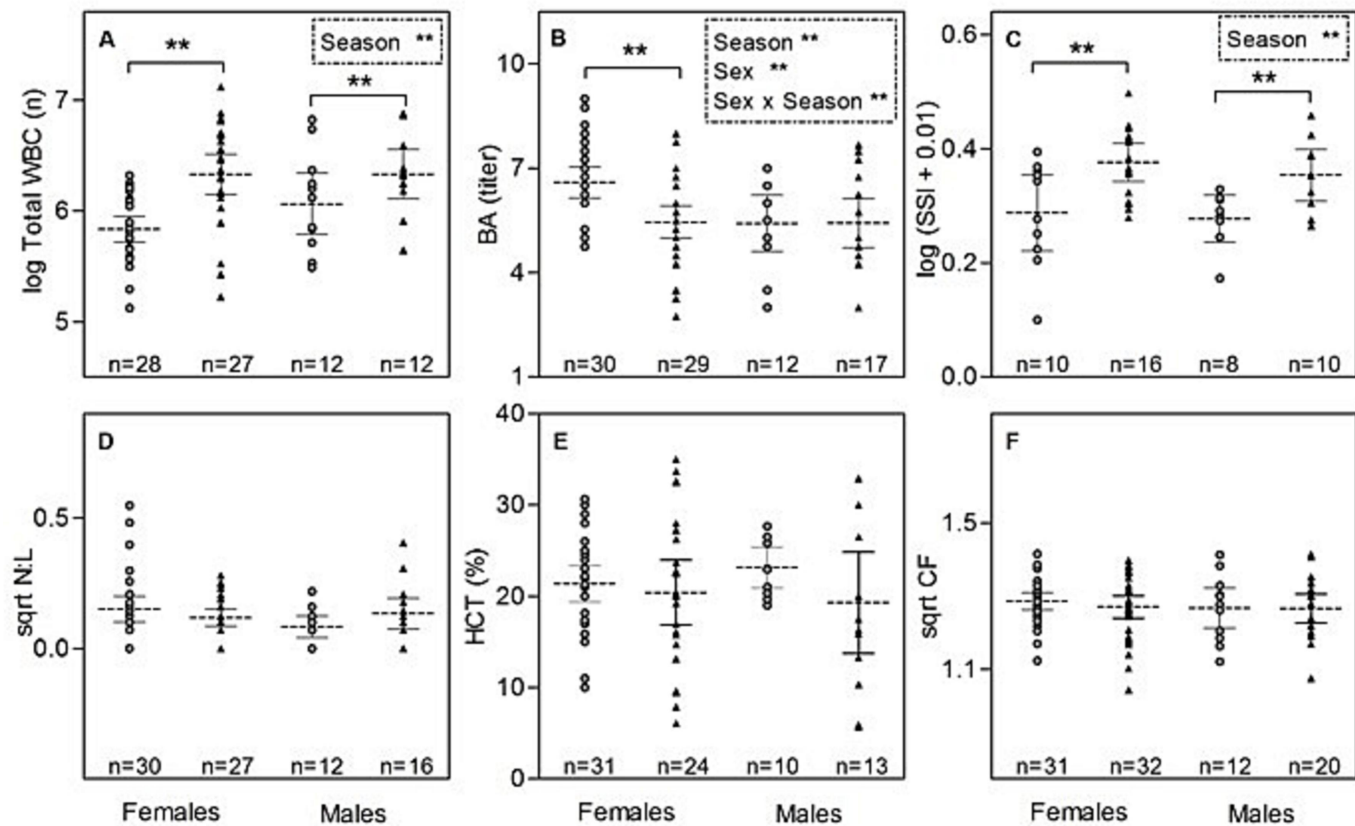 A
Season **
**
**
log Total WBC (n)
7
6
5
n=28 n=27 n=12 n=12
B
**
Season **
Sex **
Sex x Season **
BA (titer)
10
7
4
1
n=30 n=29 n=12 n=17
C
Season **
**
**
log (SSI + 0.01)
0.6
0.4
0.2
0.0
n=10 n=16 n=8 n=10
D
sqrt N:L
0.5
0.0
n=30 n=27 n=12 n=16
Females Males
E
HCT (%)
40
30
20
10
0
n=31 n=24 n=10 n=13
Females Males
F
sqrt CF
1.5
1.1
n=31 n=32 n=12 n=20
Females Males